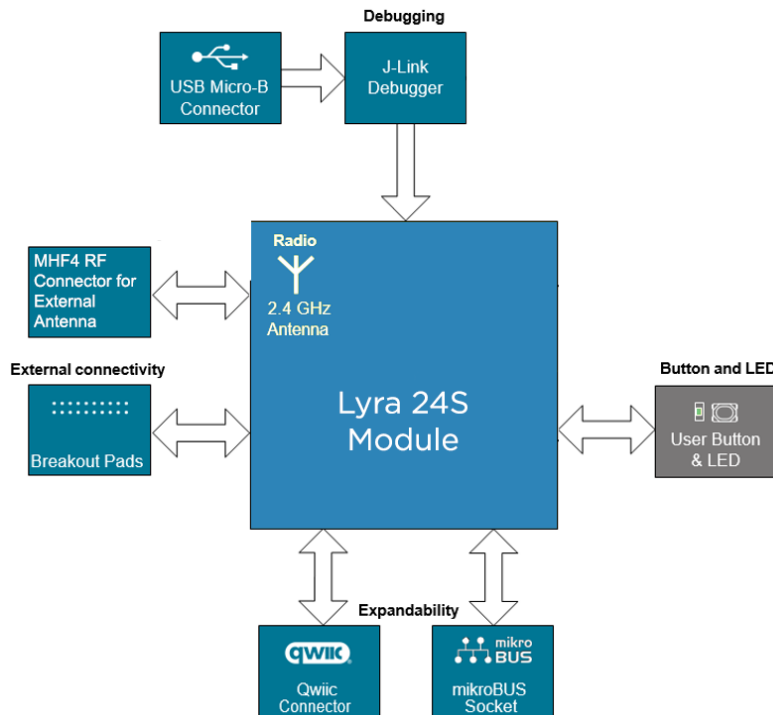 Debugging
USB Micro-B
Connector
J-Link
Debugger
MHF4 RF
Connector for
External
Antenna
Radio
2.4 GHz
Antenna
External connectivity
Breakout Pads
Lyra 24S
Module
Button and LED
User Button
& LED
Expandability
qwiic
Qwiic
Connector
mikro
BUS
mikroBUS
Socket